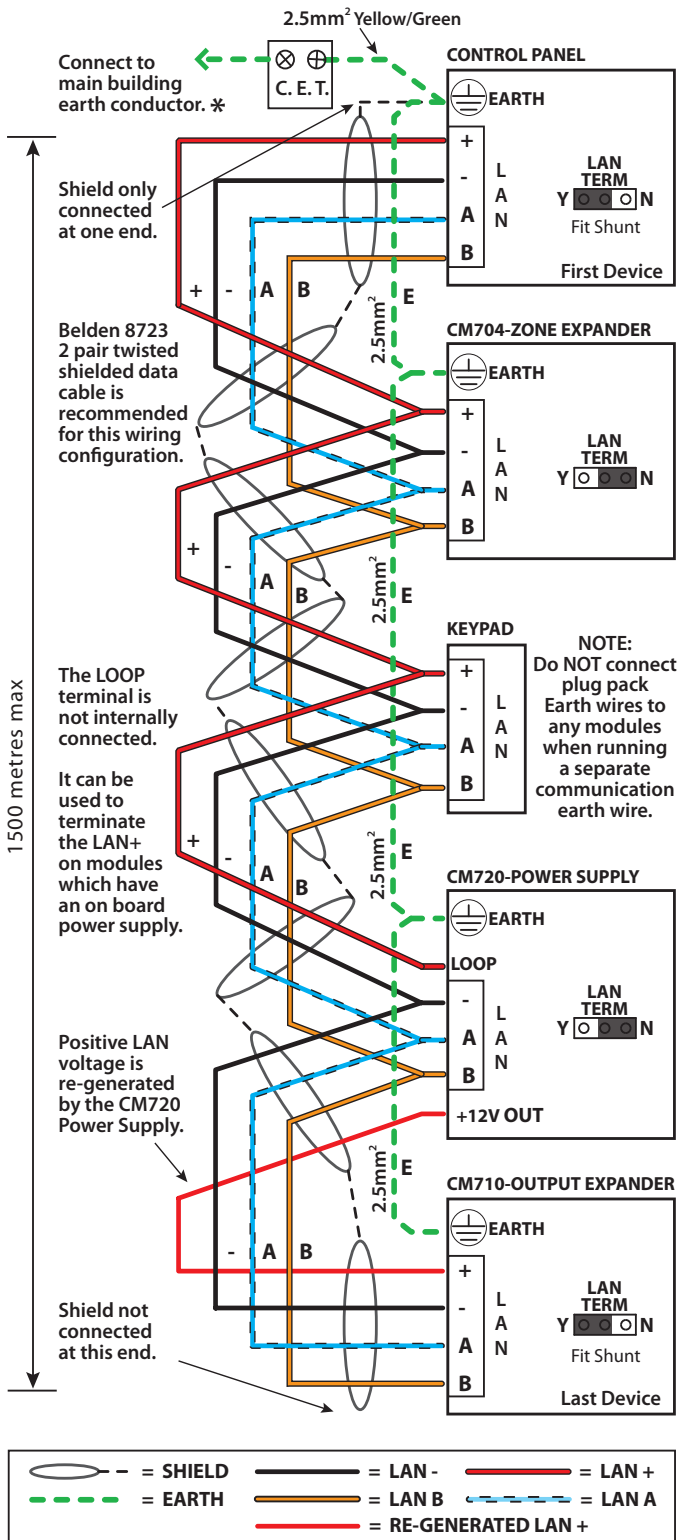 2.5mm² Yellow/Green
Connect to
main building
earth conductor. *
C. E. T.
CONTROL PANEL
EARTH
+
-
A
B
L
A
N
LAN
TERM
Y N
Fit Shunt
First Device
Shield only
connected
at one end.
+ - A B
2.5mm²
E
1500 metres max
Belden 8723
2 pair twisted
shielded data
cable is
recommended
for this wiring
configuration.
CM704-ZONE EXPANDER
EARTH
+
-
A
B
L
A
N
LAN
TERM
Y N
+ - A B
2.5mm²
E
KEYPAD
+
-
A
B
L
A
N
NOTE:
Do NOT connect
plug pack
Earth wires to
any modules
when running
a separate
communication
earth wire.
The LOOP
terminal is
not internally
connected.
It can be
used to
terminate
the LAN+
on modules
which have
an on board
power supply.
+ - A B
2.5mm²
E
CM720-POWER SUPPLY
EARTH
LOOP
-
A
B
L
A
N
LAN
TERM
Y N
+12V OUT
Positive LAN
voltage is
re-generated
by the CM720
Power Supply.
2.5mm²
E
- A B
CM710-OUTPUT EXPANDER
EARTH
+
-
A
B
L
A
N
LAN
TERM
Y N
Fit Shunt
Last Device
Shield not
connected
at this end.
= SHIELD = LAN - = LAN +
= EARTH = LAN B = LAN A
= RE-GENERATED LAN +